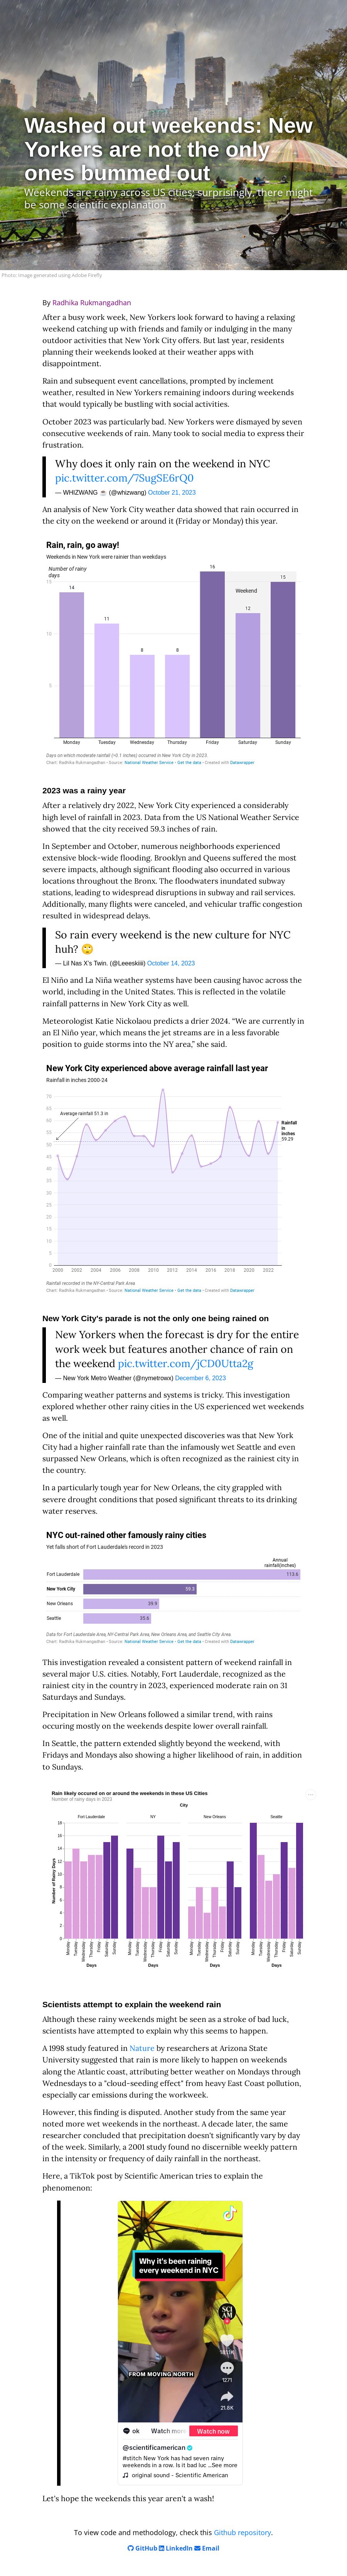 Washed out weekends: New
Yorkers are not the only
ones bummed out
Weekends are rainy across US cities; surprisingly, there might
be some scientific explanation
Photo: Image generated using Adobe Firefly
By Radhika Rukmangadhan
After a busy work week, New Yorkers look forward to having a relaxing
weekend catching up with friends and family or indulging in the many
outdoor activities that New York City offers. But last year, residents
planning their weekends looked at their weather apps with
disappointment.
Rain and subsequent event cancellations, prompted by inclement
weather, resulted in New Yorkers remaining indoors during weekends
that would typically be bustling with social activities.
October 2023 was particularly bad. New Yorkers were dismayed by seven
consecutive weekends of rain. Many took to social media to express their
frustration.
Why does it only rain on the weekend in NYC
pic.twitter.com/7SugSE6rQ0
— WHIZWANG ☕ (@whizwang) October 21, 2023
An analysis of New York City weather data showed that rain occurred in
the city on the weekend or around it (Friday or Monday) this year.
Rain, rain, go away!
Weekends in New York were rainier than weekdays
Number of rainy
days
15
10
5
14
11
8
8
16
12
15
Weekend
Monday Tuesday Wednesday Thursday Friday Saturday Sunday
Days on which moderate rainfall (>0.1 inches) occurred in New York City in 2023.
Chart: Radhika Rukmangadhan • Source: National Weather Service • Get the data • Created with Datawrapper
2023 was a rainy year
After a relatively dry 2022, New York City experienced a considerably
high level of rainfall in 2023. Data from the US National Weather Service
showed that the city received 59.3 inches of rain.
In September and October, numerous neighborhoods experienced
extensive block-wide flooding. Brooklyn and Queens suffered the most
severe impacts, although significant flooding also occurred in various
locations throughout the Bronx. The floodwaters inundated subway
stations, leading to widespread disruptions in subway and rail services.
Additionally, many flights were canceled, and vehicular traffic congestion
resulted in widespread delays.
So rain every weekend is the new culture for NYC
huh? 🙄
— Lil Nas X's Twin. (@Leeeskiiii) October 14, 2023
El Niño and La Niña weather systems have been causing havoc across the
world, including in the United States. This is reflected in the volatile
rainfall patterns in New York City as well.
Meteorologist Katie Nickolaou predicts a drier 2024. “We are currently in
an El Niño year, which means the jet streams are in a less favorable
position to guide storms into the NY area,” she said.
New York City experienced above average rainfall last year
Rainfall in inches 2000-24
70
65
60
55
50
45
40
35
30
25
20
15
10
5
0
Average rainfall 51.3 in
Rainfall
in
inches
59.29
2000 2002 2004 2006 2008 2010 2012 2014 2016 2018 2020 2022
Rainfall recorded in the NY-Central Park Area
Chart: Radhika Rukmangadhan • Source: National Weather Service • Get the data • Created with Datawrapper
New York City's parade is not the only one being rained on
New Yorkers when the forecast is dry for the entire
work week but features another chance of rain on
the weekend pic.twitter.com/jCD0Utta2g
— New York Metro Weather (@nymetrowx) December 6, 2023
Comparing weather patterns and systems is tricky. This investigation
explored whether other rainy cities in the US experienced wet weekends
as well.
One of the initial and quite unexpected discoveries was that New York
City had a higher rainfall rate than the infamously wet Seattle and even
surpassed New Orleans, which is often recognized as the rainiest city in
the country.
In a particularly tough year for New Orleans, the city grappled with
severe drought conditions that posed significant threats to its drinking
water reserves.
NYC out-rained other famously rainy cities
Yet falls short of Fort Lauderdale's record in 2023
Annual
rainfall(inches)
Fort Lauderdale 113.6
New York City 59.3
New Orleans 39.9
Seattle 35.6
Data for Fort Lauderdale Area, NY-Central Park Area, New Orleans Area, and Seattle City Area.
Chart: Radhika Rukmangadhan • Source: National Weather Service • Get the data • Created with Datawrapper
This investigation revealed a consistent pattern of weekend rainfall in
several major U.S. cities. Notably, Fort Lauderdale, recognized as the
rainiest city in the country in 2023, experienced moderate rain on 31
Saturdays and Sundays.
Precipitation in New Orleans followed a similar trend, with rains
occuring mostly on the weekends despite lower overall rainfall.
In Seattle, the pattern extended slightly beyond the weekend, with
Fridays and Mondays also showing a higher likelihood of rain, in addition
to Sundays.
Rain likely occured on or around the weekends in these US Cities
Number of rainy days in 2023
City
Fort Lauderdale NY New Orleans Seattle
Number of Rainy Days.
18
16
14
12
10
8
6
4
2
0
Monday Tuesday Wednesday Thursday Friday Saturday Sunday
Monday Tuesday Wednesday Thursday Friday Saturday Sunday
Monday Tuesday Wednesday Thursday Friday Saturday Sunday
Monday Tuesday Wednesday Thursday Friday Saturday Sunday
Days Days Days Days
Scientists attempt to explain the weekend rain
Although these rainy weekends might be seen as a stroke of bad luck,
scientists have attempted to explain why this seems to happen.
A 1998 study featured in Nature by researchers at Arizona State
University suggested that rain is more likely to happen on weekends
along the Atlantic coast, attributing better weather on Mondays through
Wednesdays to a "cloud-seeding effect" from heavy East Coast pollution,
especially car emissions during the workweek.
However, this finding is disputed. Another study from the same year
noted more wet weekends in the northeast. A decade later, the same
researcher concluded that precipitation doesn't significantly vary by day
of the week. Similarly, a 2001 study found no discernible weekly pattern
in the intensity or frequency of daily rainfall in the northeast.
Here, a TikTok post by Scientific American tries to explain the
phenomenon:
TikTok
Why it's been raining
every weekend in NYC
FROM MOVING NORTH
1271
21.8K
ok Watch more Watch now
@scientificamerican
#stitch New York has had seven rainy
weekends in a row. Is it bad luc ...See more
original sound - Scientific American
Let's hope the weekends this year aren't a wash!
To view code and methodology, check this Github repository.
GitHub LinkedIn Email